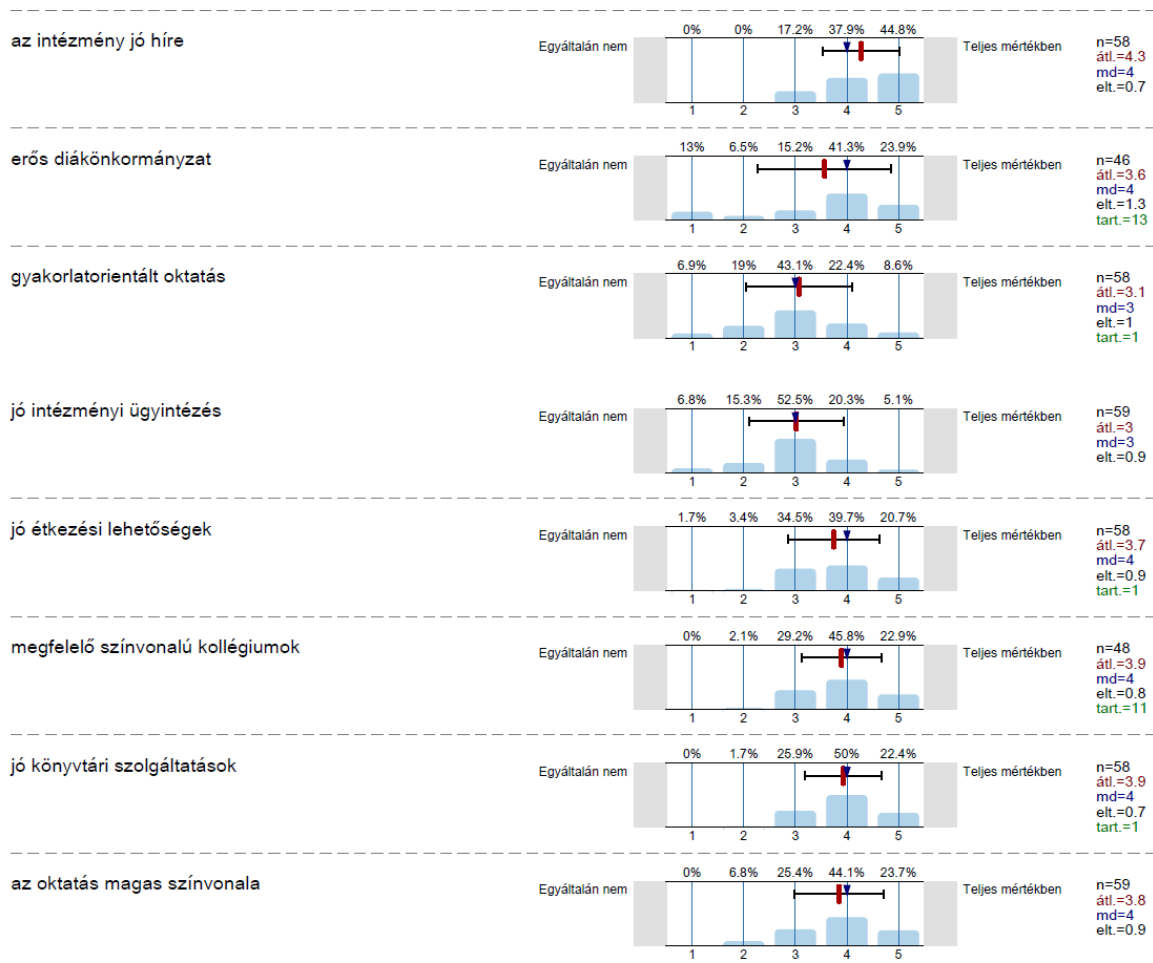 0% 0% 17.2% 37.9% 44.8%
az intézmény jó híre
Egyáltalán nem
Teljes mértékben
n=58
átl.=4.3
md=4
elt.=0.7
1 2 3 4 5
13% 6.5% 15.2% 41.3% 23.9%
erős diákönkormányzat
Egyáltalán nem
Teljes mértékben
n=46
átl.=3.6
md=4
elt.=1.3
tart.=13
1 2 3 4 5
6.9% 19% 43.1% 22.4% 8.6%
gyakorlatorientált oktatás
Egyáltalán nem
Teljes mértékben
n=58
átl.=3.1
md=3
elt.=1
tart.=1
1 2 3 4 5
6.8% 15.3% 52.5% 20.3% 5.1%
jó intézményi ügyintézés
Egyáltalán nem
Teljes mértékben
n=59
átl.=3
md=3
elt.=0.9
1 2 3 4 5
1.7% 3.4% 34.5% 39.7% 20.7%
jó étkezési lehetőségek
Egyáltalán nem
Teljes mértékben
n=58
átl.=3.7
md=4
elt.=0.9
tart.=1
1 2 3 4 5
0% 2.1% 29.2% 45.8% 22.9%
megfelelő színvonalú kollégiumok
Egyáltalán nem
Teljes mértékben
n=48
átl.=3.9
md=4
elt.=0.8
tart.=11
1 2 3 4 5
0% 1.7% 25.9% 50% 22.4%
jó könyvtári szolgáltatások
Egyáltalán nem
Teljes mértékben
n=58
átl.=3.9
md=4
elt.=0.7
tart.=1
1 2 3 4 5
0% 6.8% 25.4% 44.1% 23.7%
az oktatás magas színvonala
Egyáltalán nem
Teljes mértékben
n=59
átl.=3.8
md=4
elt.=0.9
1 2 3 4 5